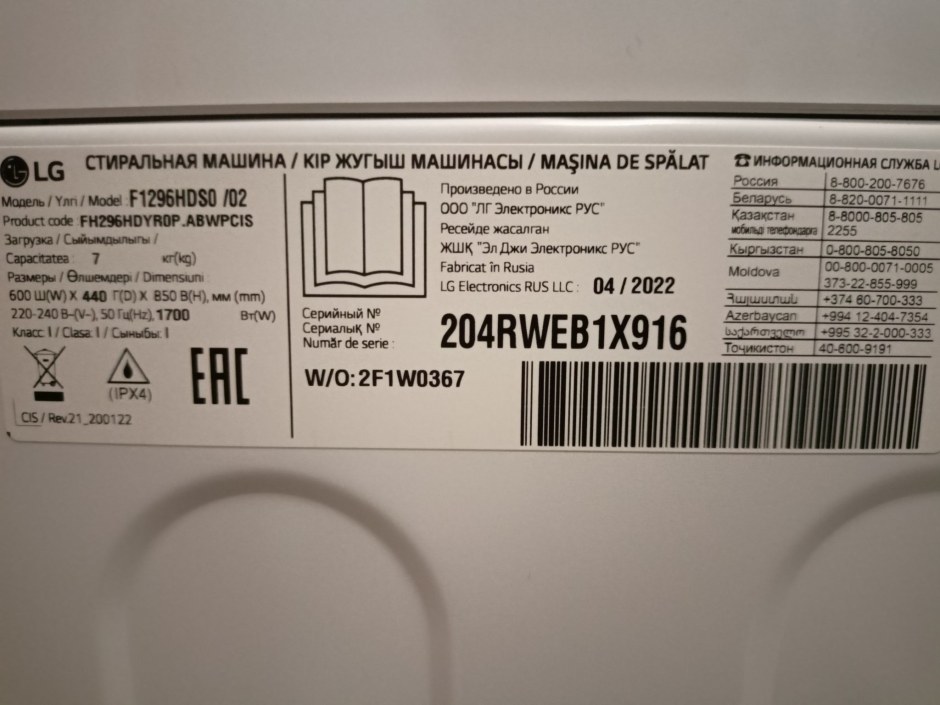 LG
СТИРАЛЬНАЯ МАШИНА / КІР ЖУҒЫШ МАШИНАСЫ / MAŞINA DE SPĂLAT
Модель / Үлгі / Model F1296HDS0 /02
Product code FH296HDYR0P.ABWPCIS
Загрузка / Сыйымдылығы /
Capacitatea 7 кг(kg)
Размеры / Өлшемдері / Dimensiuni
600 Ш(W) X 440 Г(D) X 850 В(H), мм (mm)
220-240 В~(V~), 50 Гц(Hz), 1700 Вт(W)
Класс I / Clasa: I / Сыныбы: I
(IPX4)
EAC
CIS / Rev.21_200122
Произведено в России
ООО "ЛГ Электроникс РУС"
Ресейде жасалған
ЖШҚ "Эл Джи Электроникс РУС"
Fabricat în Rusia
LG Electronics RUS LLC : 04 / 2022
Серийный №
Сериалық №
Număr de serie :
204RWEB1X916
W/O: 2F1W0367
☎ ИНФОРМАЦИОННАЯ СЛУЖБА
Россия 8-800-200-7676
Беларусь 8-820-0071-1111
Қазақстан 8-8000-805-805
мобильді телефондарға 2255
Кыргызстан 0-800-805-8050
Moldova 00-800-0071-0005
373-22-855-999
Հայաստան +374 60-700-333
Azerbaycan +994 12-404-7354
საქართველო +995 32-2-000-333
Тоҷикистон 40-600-9191